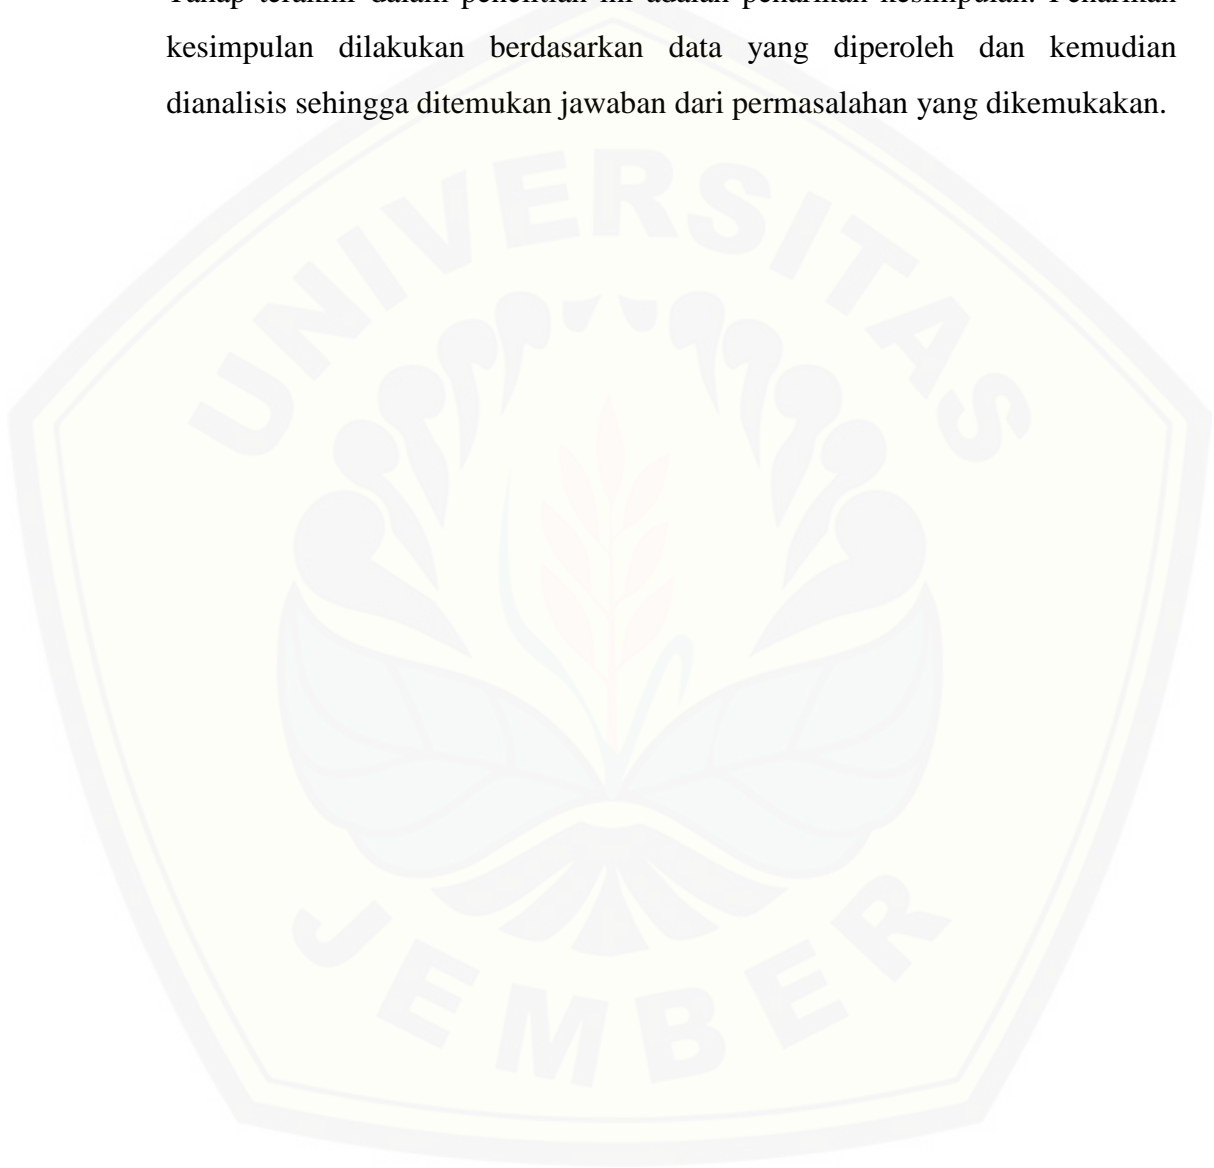 Tahap terakhir dalam penelitian ini adalah penarikan kesimpulan. Penarikan
kesimpulan dilakukan berdasarkan data yang diperoleh dan kemudian
dianalisis sehingga ditemukan jawaban dari permasalahan yang dikemukakan.
UNIVERSITAS
JEMBER